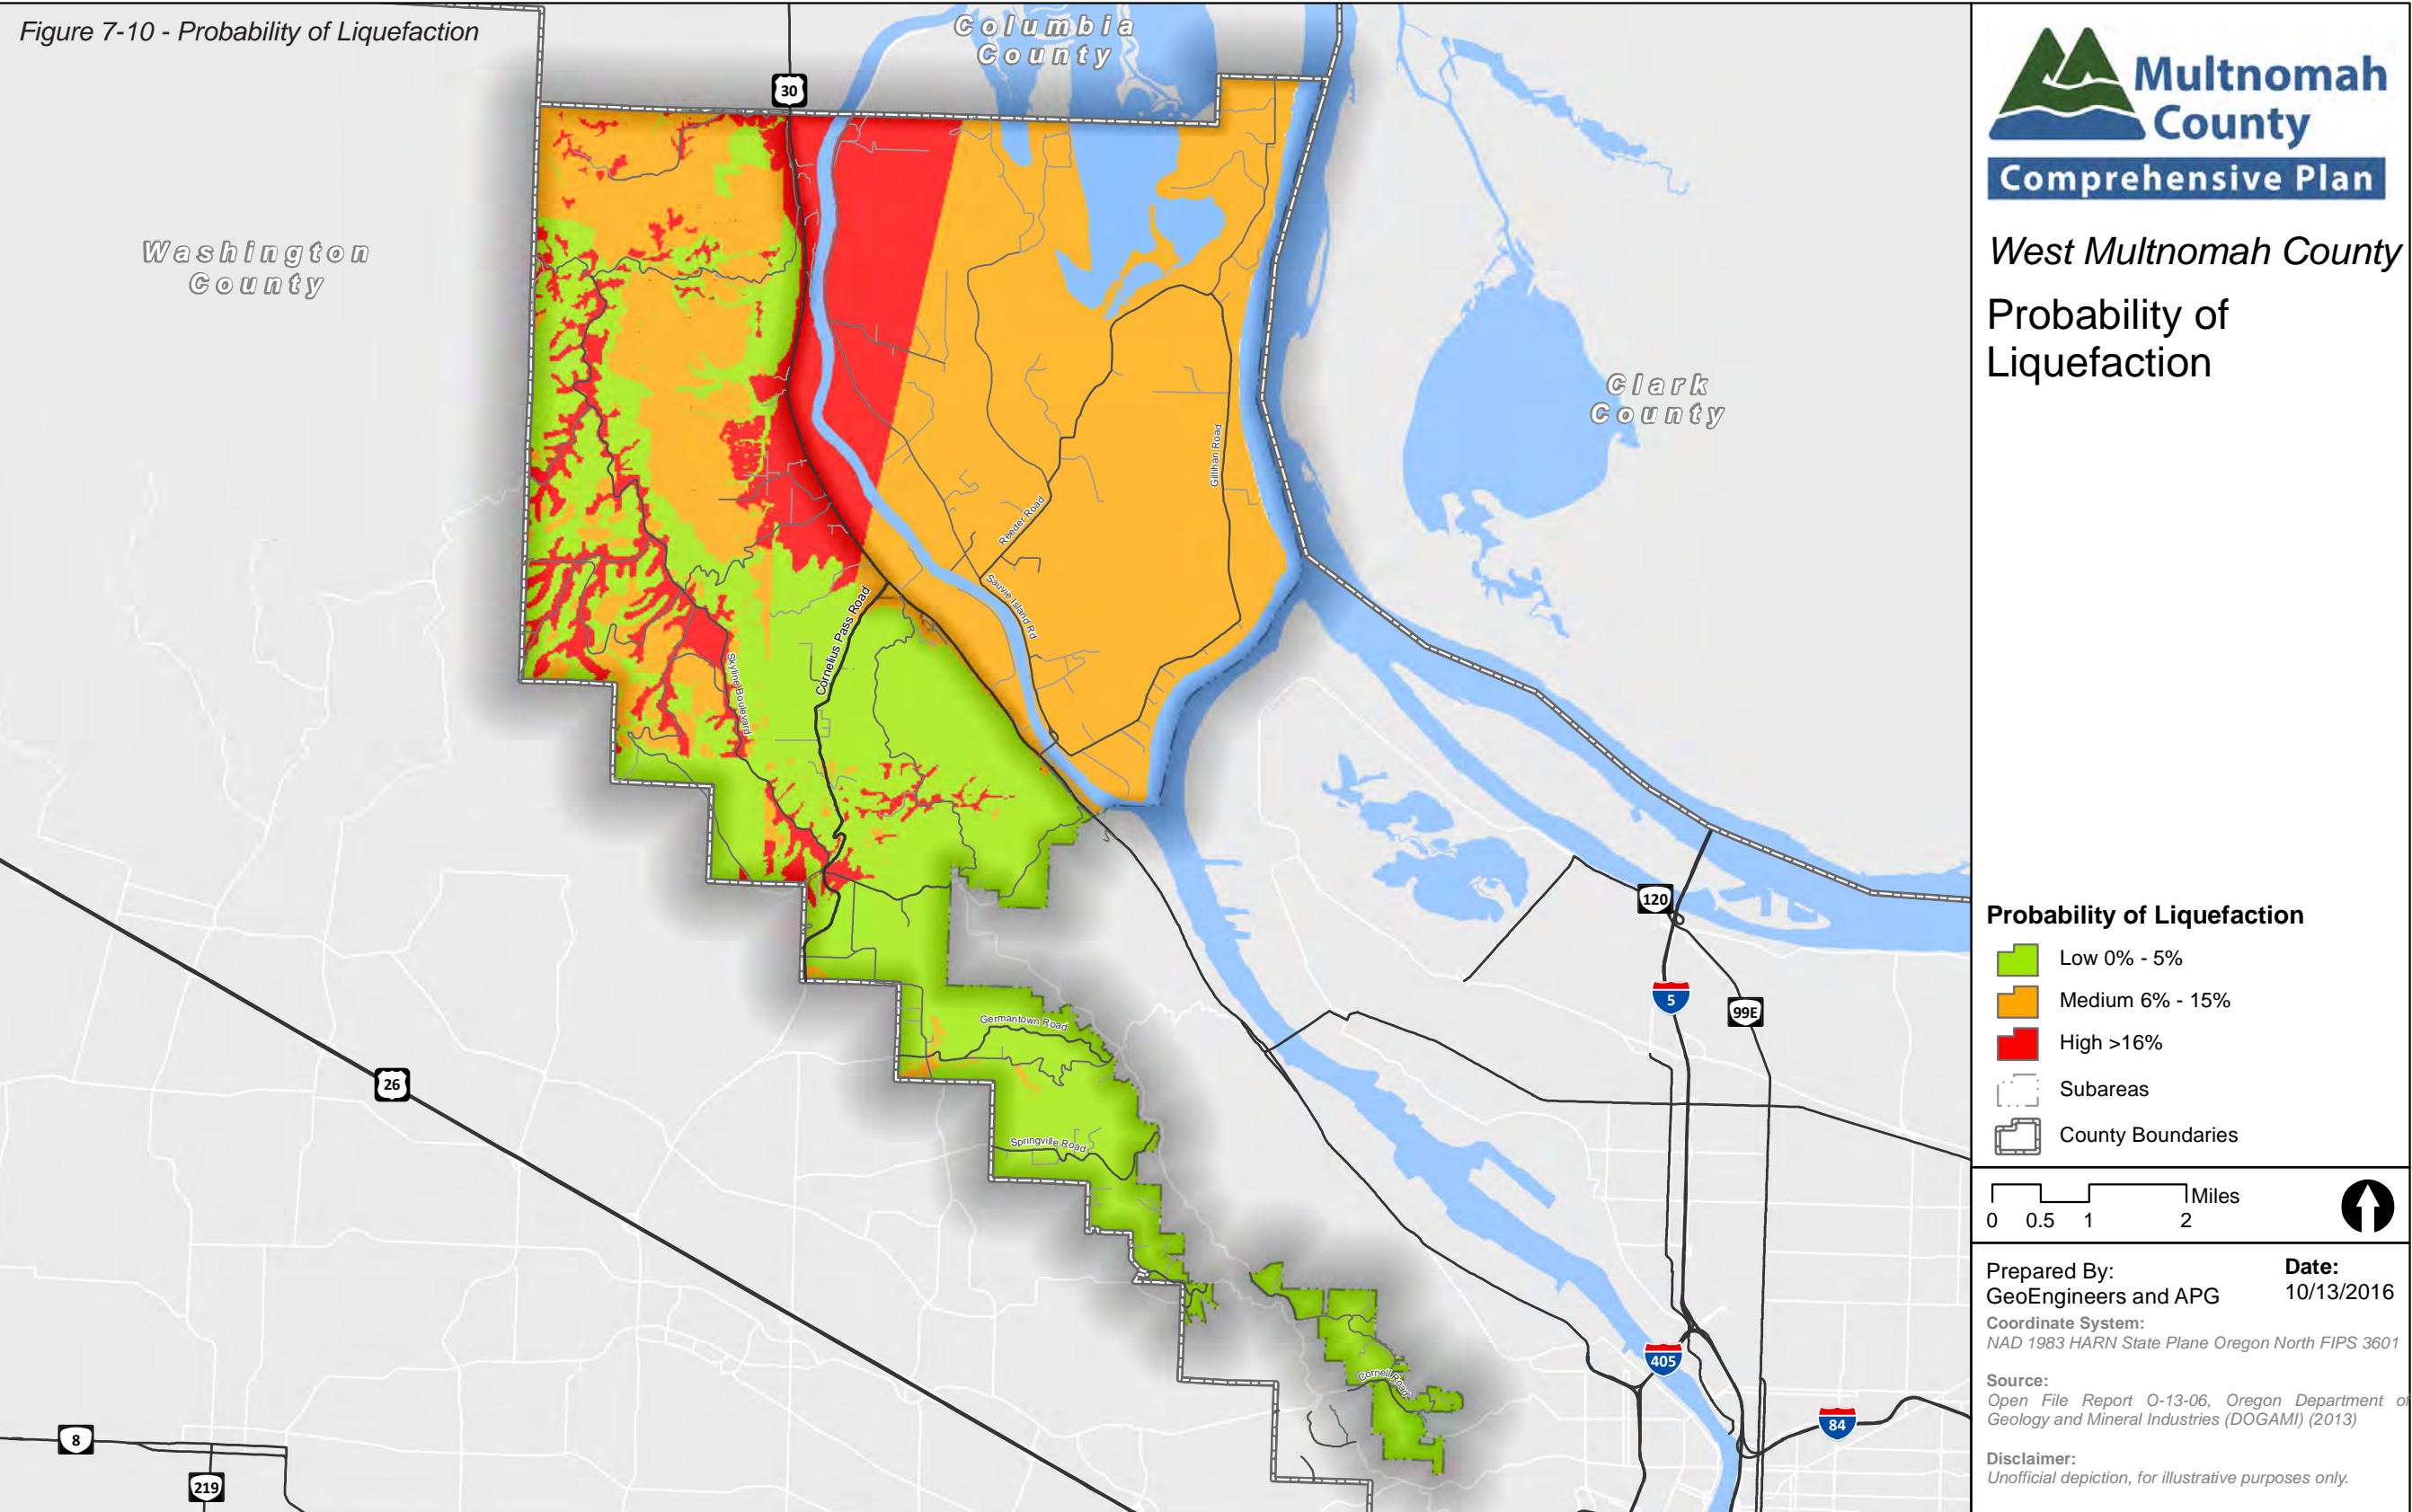 Figure 7-10 - Probability of Liquefaction
Columbia
County
30
Washington
County
Clark
County
Gillihan Road
Reeder Road
Sauvie Island Rd
Cornelius Pass Road
Skyline Boulevard
Germantown Road
Springville Road
Cornell Road
120
5
99E
26
405
84
8
219
Multnomah
County
Comprehensive Plan
West Multnomah County
Probability of
Liquefaction
Probability of Liquefaction
Low 0% - 5%
Medium 6% - 15%
High >16%
Subareas
County Boundaries
Miles
0 0.5 1 2
Prepared By:
GeoEngineers and APG
Date:
10/13/2016
Coordinate System:
NAD 1983 HARN State Plane Oregon North FIPS 3601
Source:
Open File Report O-13-06, Oregon Department of
Geology and Mineral Industries (DOGAMI) (2013)
Disclaimer:
Unofficial depiction, for illustrative purposes only.